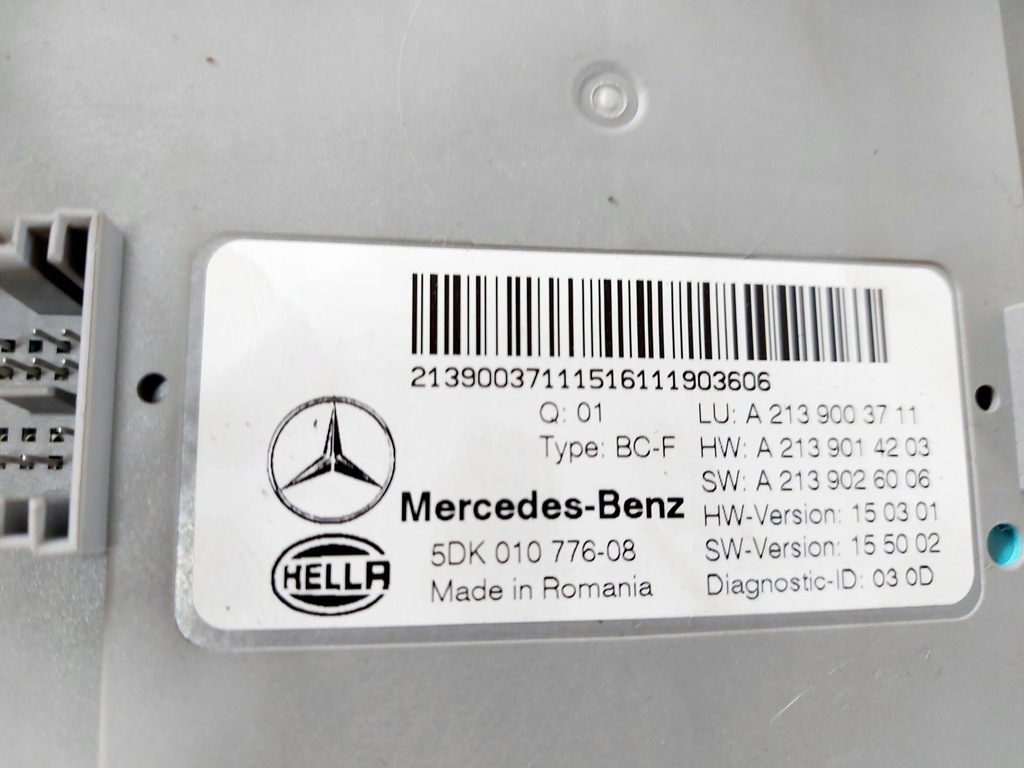 21390037111516111903606
Q: 01
LU: A 213 900 37 11
Type: BC-F
HW: A 213 901 42 03
SW: A 213 902 60 06
Mercedes-Benz
HW-Version: 15 03 01
HELLA
5DK 010 776-08
SW-Version: 15 50 02
Made in Romania
Diagnostic-ID: 03 0D